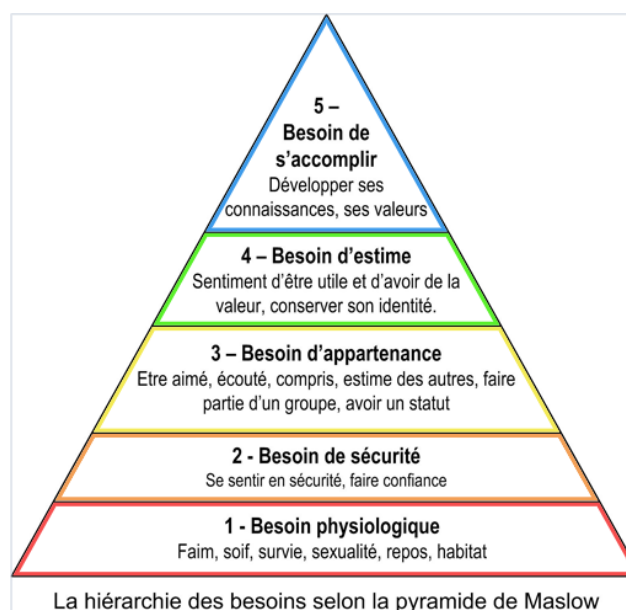 5 –
Besoin de
s’accomplir
Développer ses
connaissances, ses valeurs
4 – Besoin d’estime
Sentiment d’être utile et d’avoir de la
valeur, conserver son identité.
3 – Besoin d’appartenance
Etre aimé, écouté, compris, estime des autres, faire
partie d’un groupe, avoir un statut
2 - Besoin de sécurité
Se sentir en sécurité, faire confiance
1 - Besoin physiologique
Faim, soif, survie, sexualité, repos, habitat
La hiérarchie des besoins selon la pyramide de Maslow